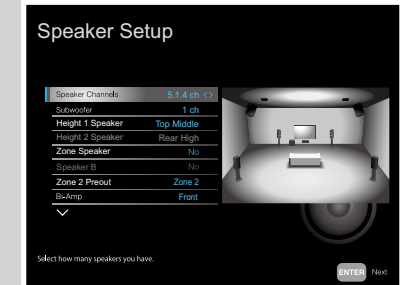 Speaker Setup
Speaker Channels 5.1.4 ch <>
Subwoofer 1 ch
Height 1 Speaker Top Middle
Height 2 Speaker Rear High
Zone Speaker No
Speaker B No
Zone 2 Preout Zone 2
Bi-Amp Front
Select how many speakers you have.
ENTER Next